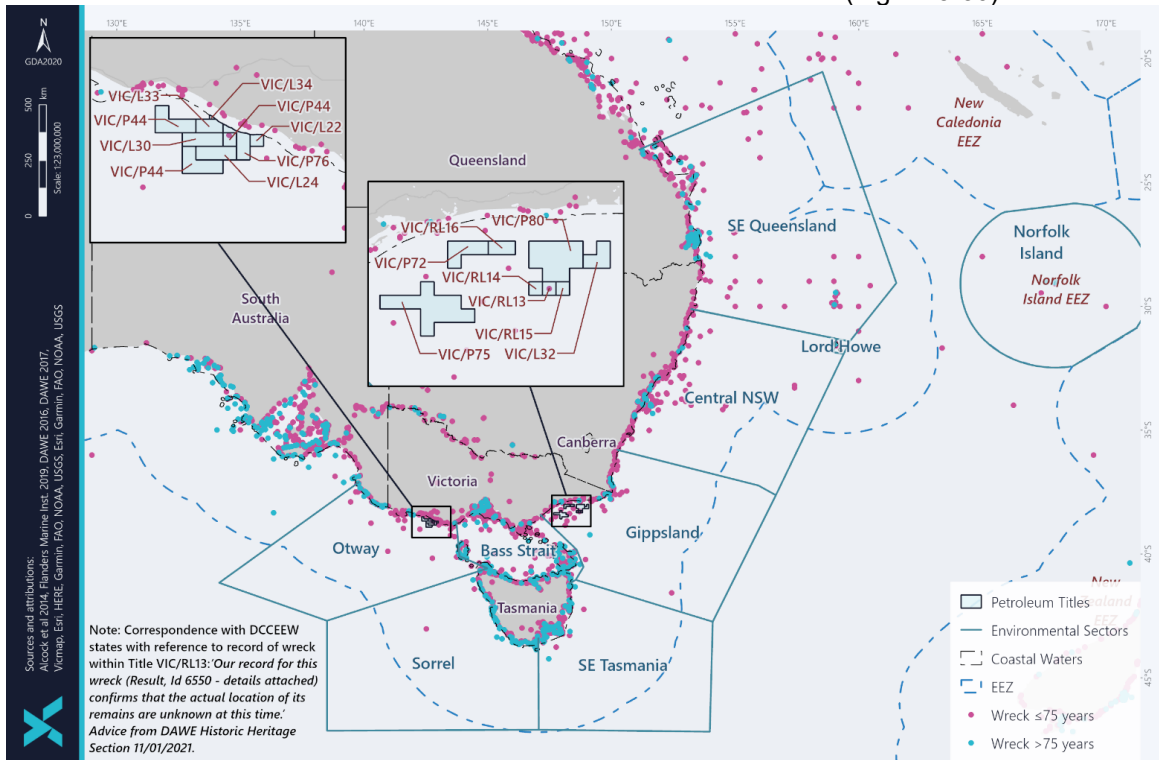 130°E
135°E
140°E
145°E
150°E
155°E
160°E
165°E
170°E
N
GDA2020
500
km
250
0
Scale: 1:23,000,000
Sources and attributions:
Alcock et al 2014, Flanders Marine Inst. 2019, DAWE 2016, DAWE 2017,
Vicmap, Esri, HERE, Garmin, FAO, NOAA, USGS, Esri, Garmin, FAO, NOAA, USGS
VIC/L34
VIC/L33
VIC/P44
VIC/P44
VIC/L22
VIC/L30
VIC/P76
VIC/P44
VIC/L24
VIC/P80
VIC/RL16
VIC/P72
VIC/RL14
VIC/RL13
VIC/RL15
VIC/P75
VIC/L32
Queensland
South
Australia
Canberra
Victoria
Tasmania
New
Caledonia
EEZ
SE Queensland
Norfolk
Island
Norfolk
Island EEZ
Lord Howe
Central NSW
Gippsland
Otway
Bass Strait
Sorrel
SE Tasmania
New
Zealand
EEZ
20°S
25°S
30°S
35°S
40°S
45°S
Note: Correspondence with DCCEEW
states with reference to record of wreck
within Title VIC/RL13:'Our record for this
wreck (Result, Id 6550 - details attached)
confirms that the actual location of its
remains are unknown at this time.'
Advice from DAWE Historic Heritage
Section 11/01/2021.
Petroleum Titles
Environmental Sectors
Coastal Waters
EEZ
Wreck ≤75 years
Wreck >75 years